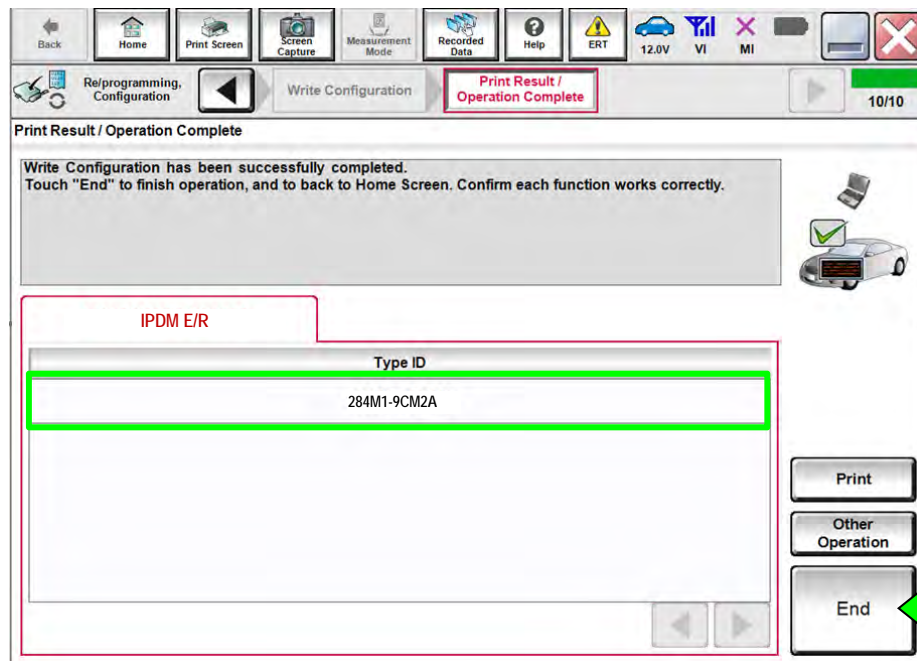 Back
Home
Print Screen
Screen
Capture
Measurement
Mode
Recorded
Data
Help
ERT
12.0V
VI
MI
Re/programming,
Configuration
Write Configuration
Print Result /
Operation Complete
10/10
Print Result / Operation Complete
Write Configuration has been successfully completed.
Touch "End" to finish operation, and to back to Home Screen. Confirm each function works correctly.
IPDM E/R
Type ID
284M1-9CM2A
Print
Other
Operation
End